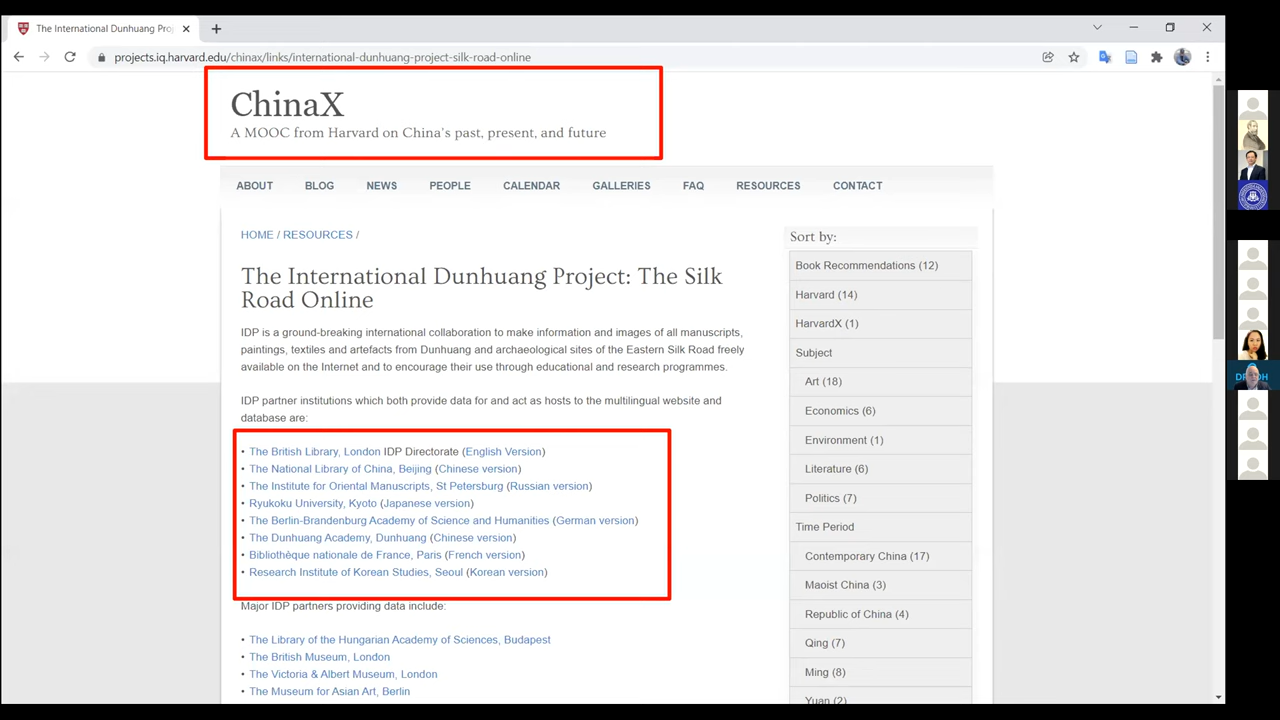 The International Dunhuang Proj
projects.iq.harvard.edu/chinax/links/international-dunhuang-project-silk-road-online
ChinaX
A MOOC from Harvard on China's past, present, and future
ABOUT BLOG NEWS PEOPLE CALENDAR GALLERIES FAQ RESOURCES CONTACT
HOME / RESOURCES /
The International Dunhuang Project: The Silk
Road Online
IDP is a ground-breaking international collaboration to make information and images of all manuscripts,
paintings, textiles and artefacts from Dunhuang and archaeological sites of the Eastern Silk Road freely
available on the Internet and to encourage their use through educational and research programmes.
IDP partner institutions which both provide data for and act as hosts to the multilingual website and
database are:
• The British Library, London IDP Directorate (English Version)
• The National Library of China, Beijing (Chinese version)
• The Institute for Oriental Manuscripts, St Petersburg (Russian version)
• Ryukoku University, Kyoto (Japanese version)
• The Berlin-Brandenburg Academy of Science and Humanities (German version)
• The Dunhuang Academy, Dunhuang (Chinese version)
• Bibliothèque nationale de France, Paris (French version)
• Research Institute of Korean Studies, Seoul (Korean version)
Major IDP partners providing data include:
• The Library of the Hungarian Academy of Sciences, Budapest
• The British Museum, London
• The Victoria & Albert Museum, London
• The Museum for Asian Art, Berlin
Sort by:
Book Recommendations (12)
Harvard (14)
HarvardX (1)
Subject
Art (18)
Economics (6)
Environment (1)
Literature (6)
Politics (7)
Time Period
Contemporary China (17)
Maoist China (3)
Republic of China (4)
Qing (7)
Ming (8)
Yuan (2)